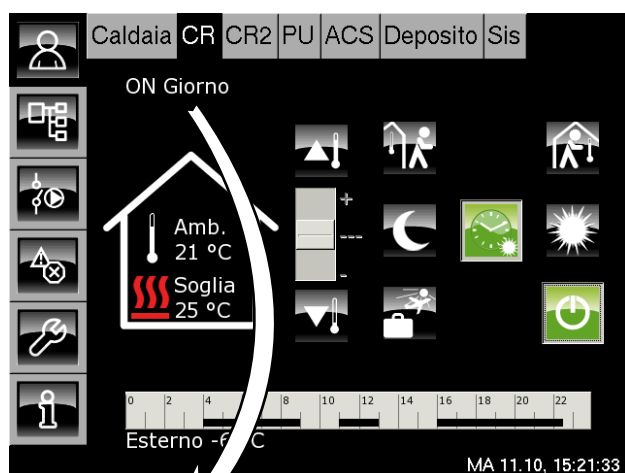 Caldaia CR CR2 PU ACS Deposito Sis
ON Giorno
Amb.
21 °C
Soglia
25 °C
+
---
-
0 2 4 8 10 12 14 16 18 20 22
Esterno -6 C
MA 11.10, 15:21:33